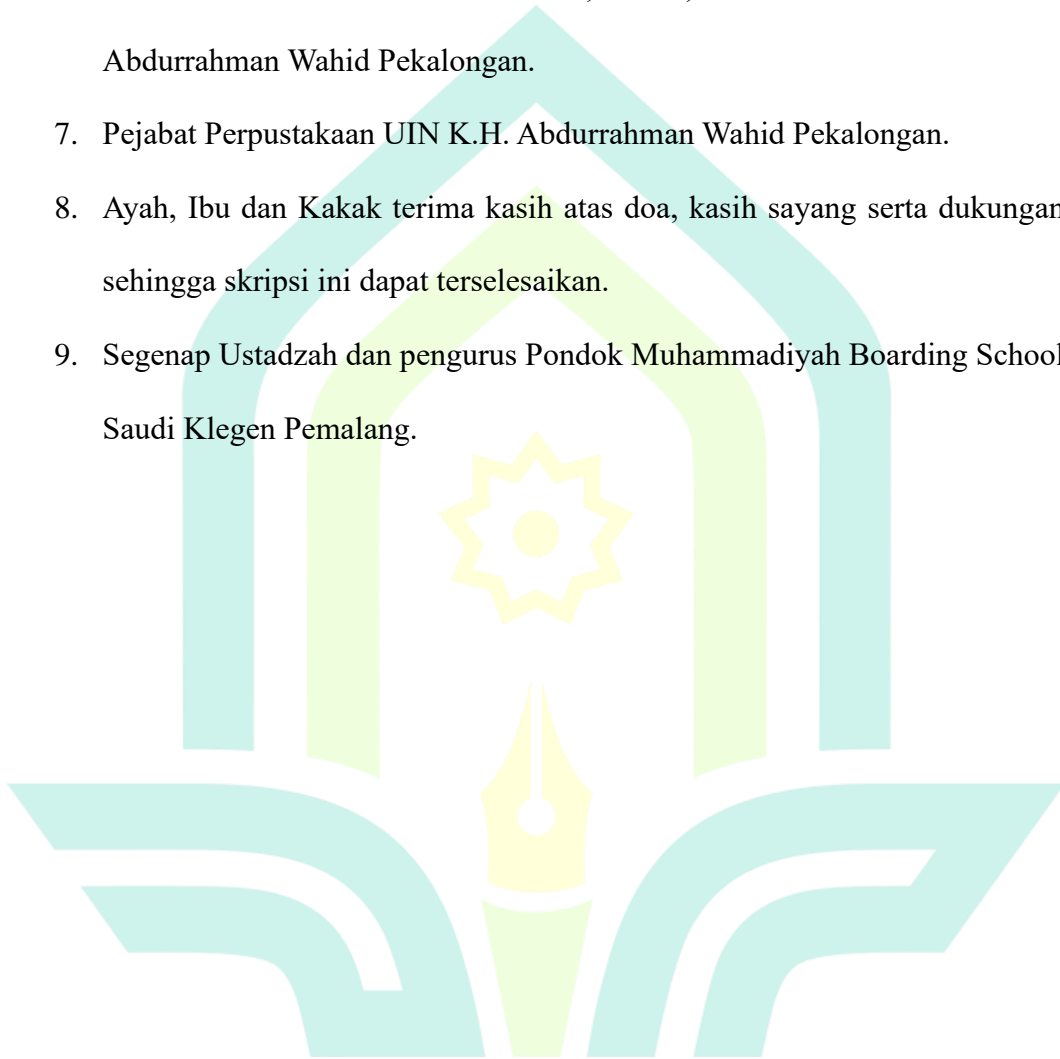 Abdurrahman Wahid Pekalongan.
7. Pejabat Perpustakaan UIN K.H. Abdurrahman Wahid Pekalongan.
8. Ayah, Ibu dan Kakak terima kasih atas doa, kasih sayang serta dukungan
sehingga skripsi ini dapat terselesaikan.
9. Segenap Ustadzah dan pengurus Pondok Muhammadiyah Boarding School
Saudi Klegen Pemalang.